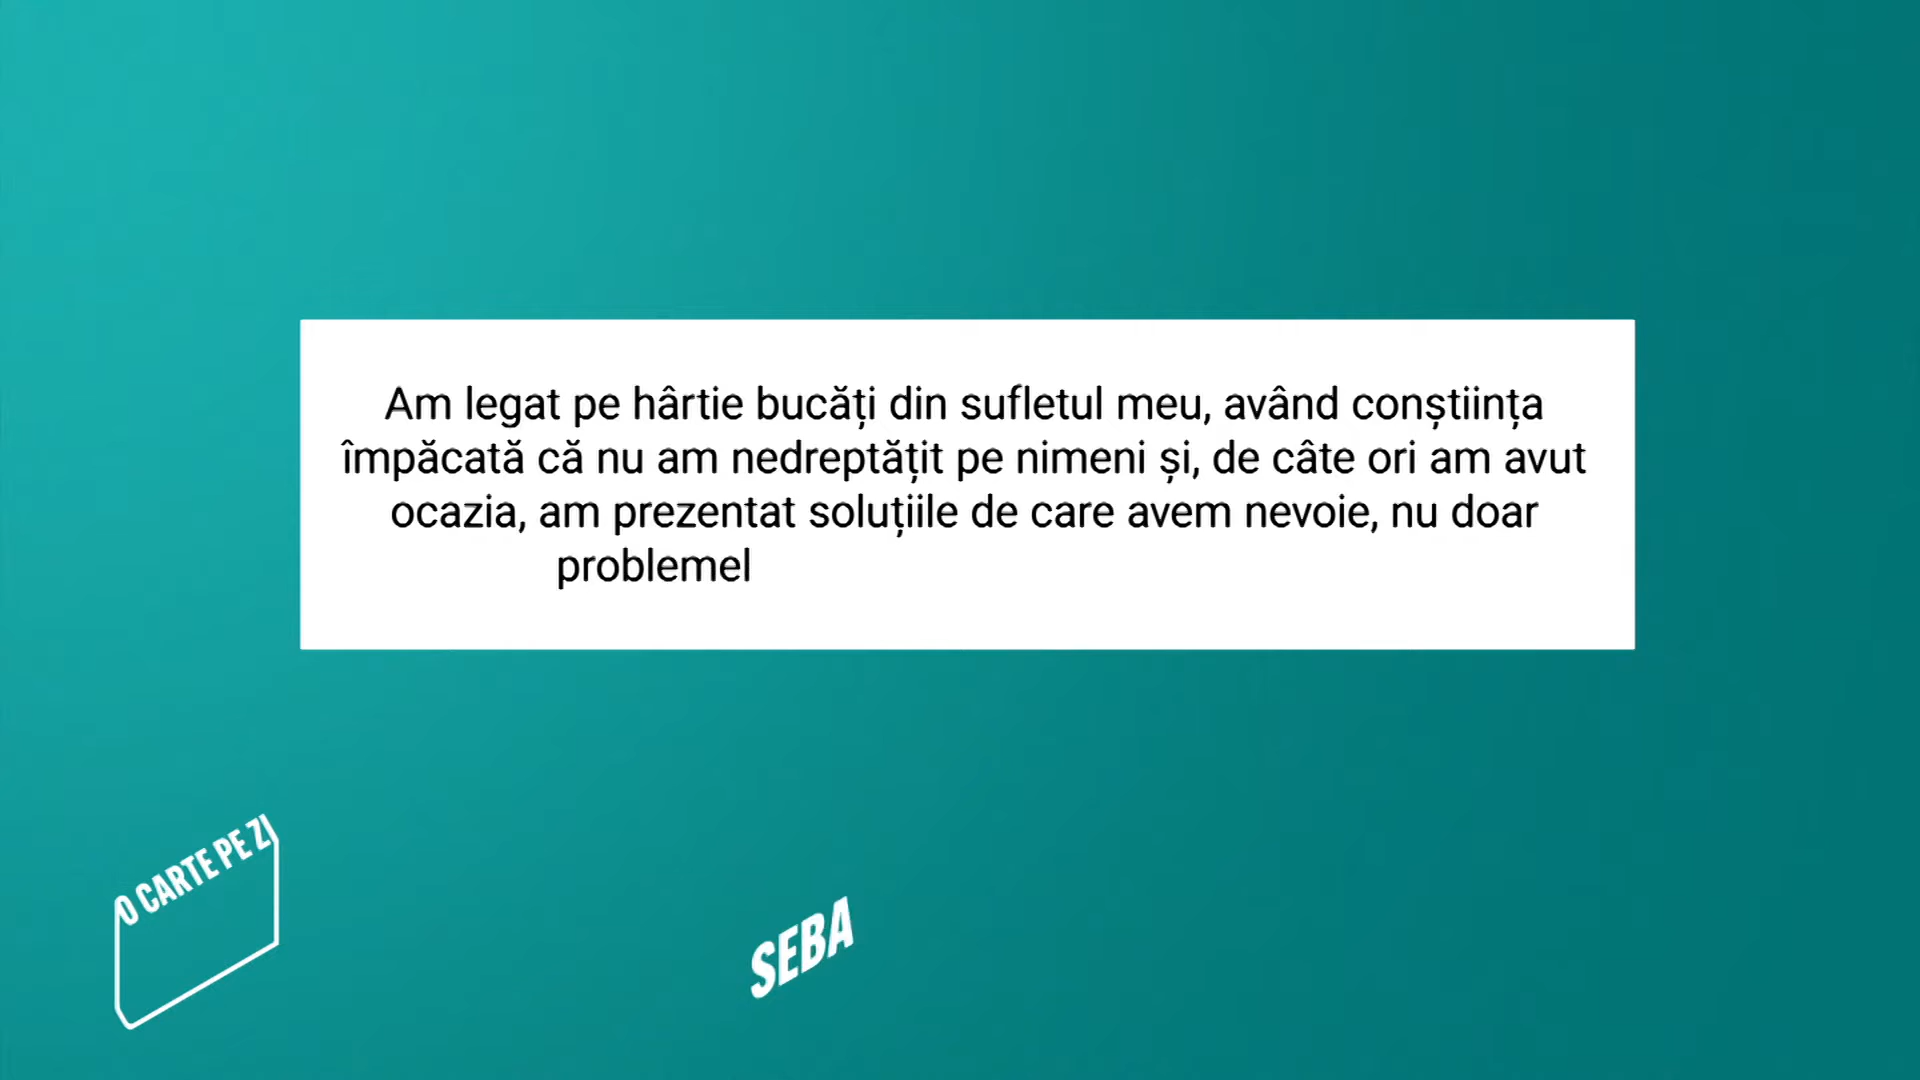 Am legat pe hârtie bucăți din sufletul meu, având conștiința
împăcată că nu am nedreptățit pe nimeni și, de câte ori am avut
ocazia, am prezentat soluțiile de care avem nevoie, nu doar
problemel
O CARTE PE ZI
SEBA